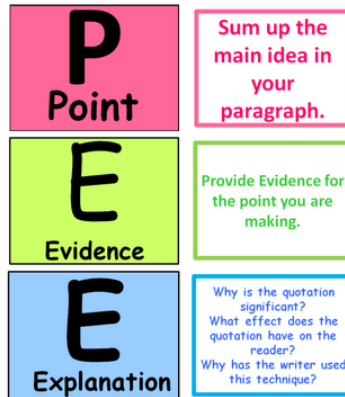 P
Point
Sum up the
main idea in
your
paragraph.
E
Evidence
Provide Evidence for
the point you are
making.
E
Explanation
Why is the quotation
significant?
What effect does the
quotation have on the
reader?
Why has the writer used
this technique?